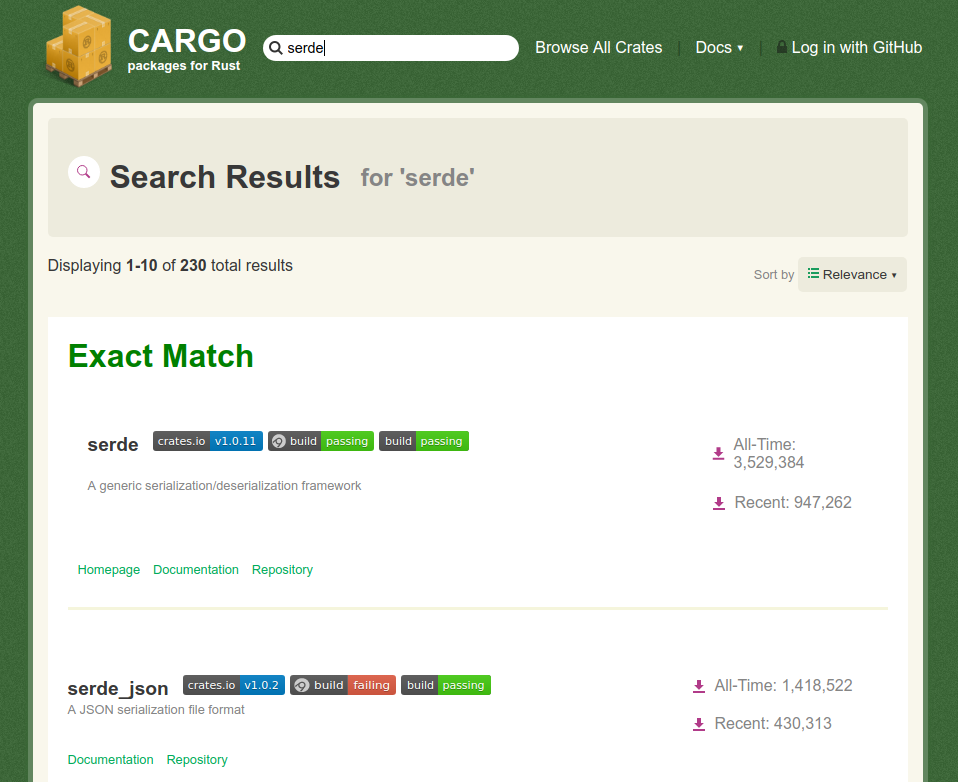 CARGO
packages for Rust
serde
Browse All Crates | Docs ▾ | Log in with GitHub
Search Results for 'serde'
Displaying 1-10 of 230 total results
Sort by Relevance ▾
Exact Match
serde crates.io v1.0.11 build passing build passing
All-Time:
3,529,384
A generic serialization/deserialization framework
Recent: 947,262
Homepage Documentation Repository
serde_json crates.io v1.0.2 build failing build passing
All-Time: 1,418,522
A JSON serialization file format
Recent: 430,313
Documentation Repository